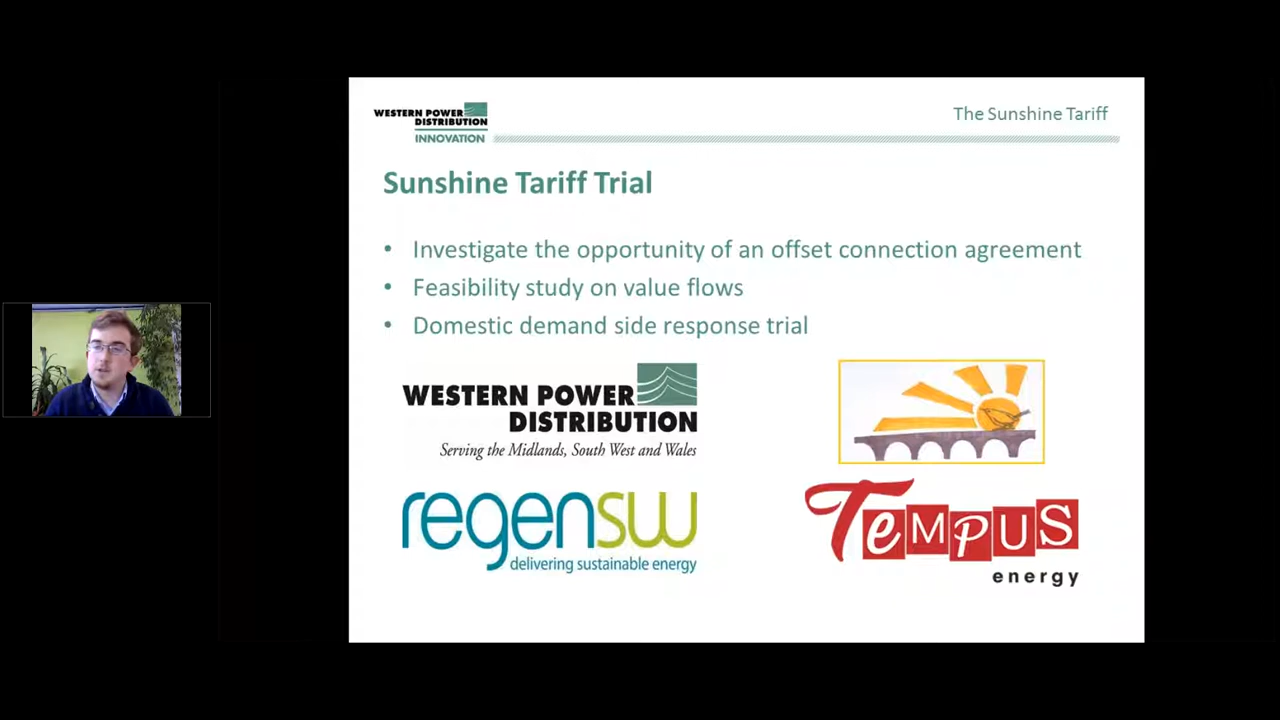 WESTERN POWER
DISTRIBUTION
INNOVATION
The Sunshine Tariff
Sunshine Tariff Trial
• Investigate the opportunity of an offset connection agreement
• Feasibility study on value flows
• Domestic demand side response trial
WESTERN POWER
DISTRIBUTION
Serving the Midlands, South West and Wales
regensw
delivering sustainable energy
Tempus
energy